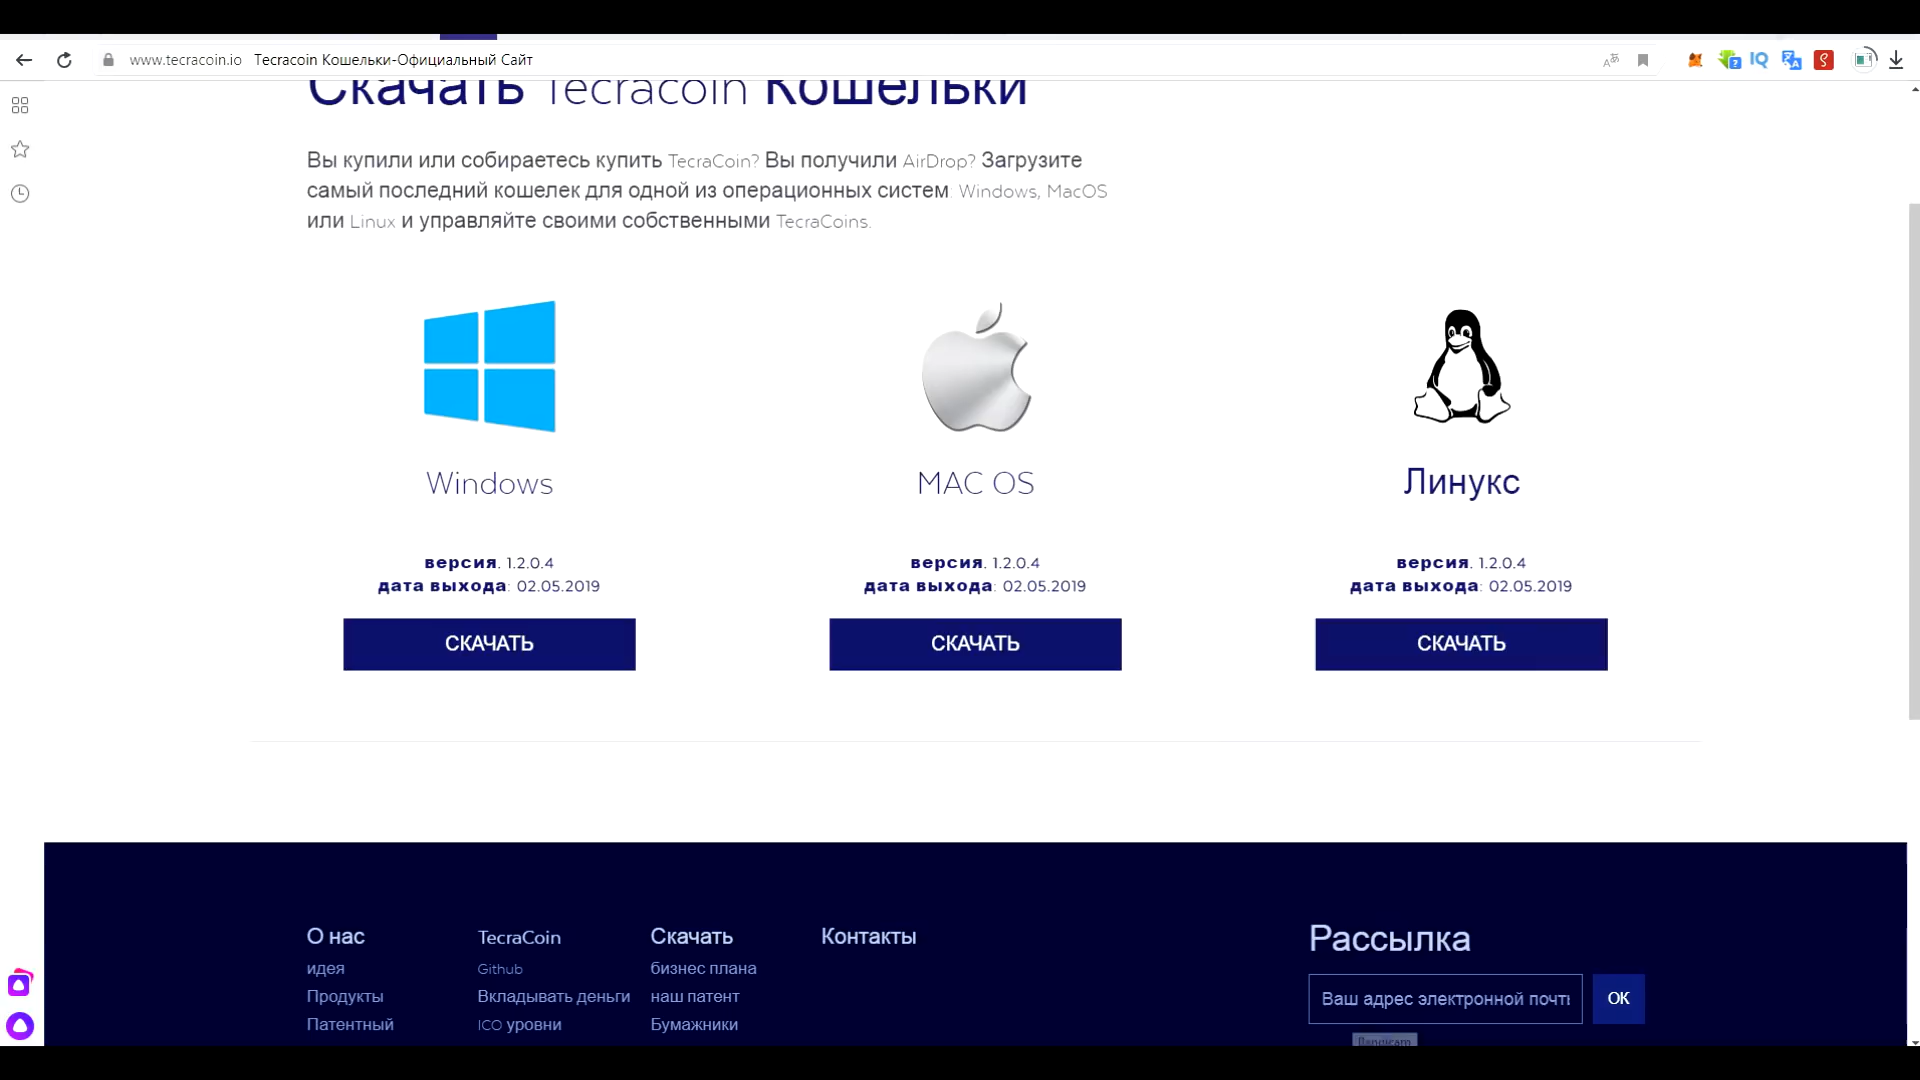 www.tecracoin.io Tecracoin Кошельки-Официальный Сайт
Скачать Tecracoin Кошельки
Вы купили или собираетесь купить TecraCoin? Вы получили AirDrop? Загрузите
самый последний кошелек для одной из операционных систем: Windows, MacOS
или Linux и управляйте своими собственными TecraCoins.
Windows
MAC OS
Линукс
версия. 1.2.0.4
дата выхода: 02.05.2019
версия. 1.2.0.4
дата выхода: 02.05.2019
версия. 1.2.0.4
дата выхода: 02.05.2019
СКАЧАТЬ
СКАЧАТЬ
СКАЧАТЬ
О нас
идея
Продукты
Патентный
TecraCoin
Github
Вкладывать деньги
ICO уровни
Скачать
бизнес плана
наш патент
Бумажники
Контакты
Рассылка
Ваш адрес электронной почты
ОК